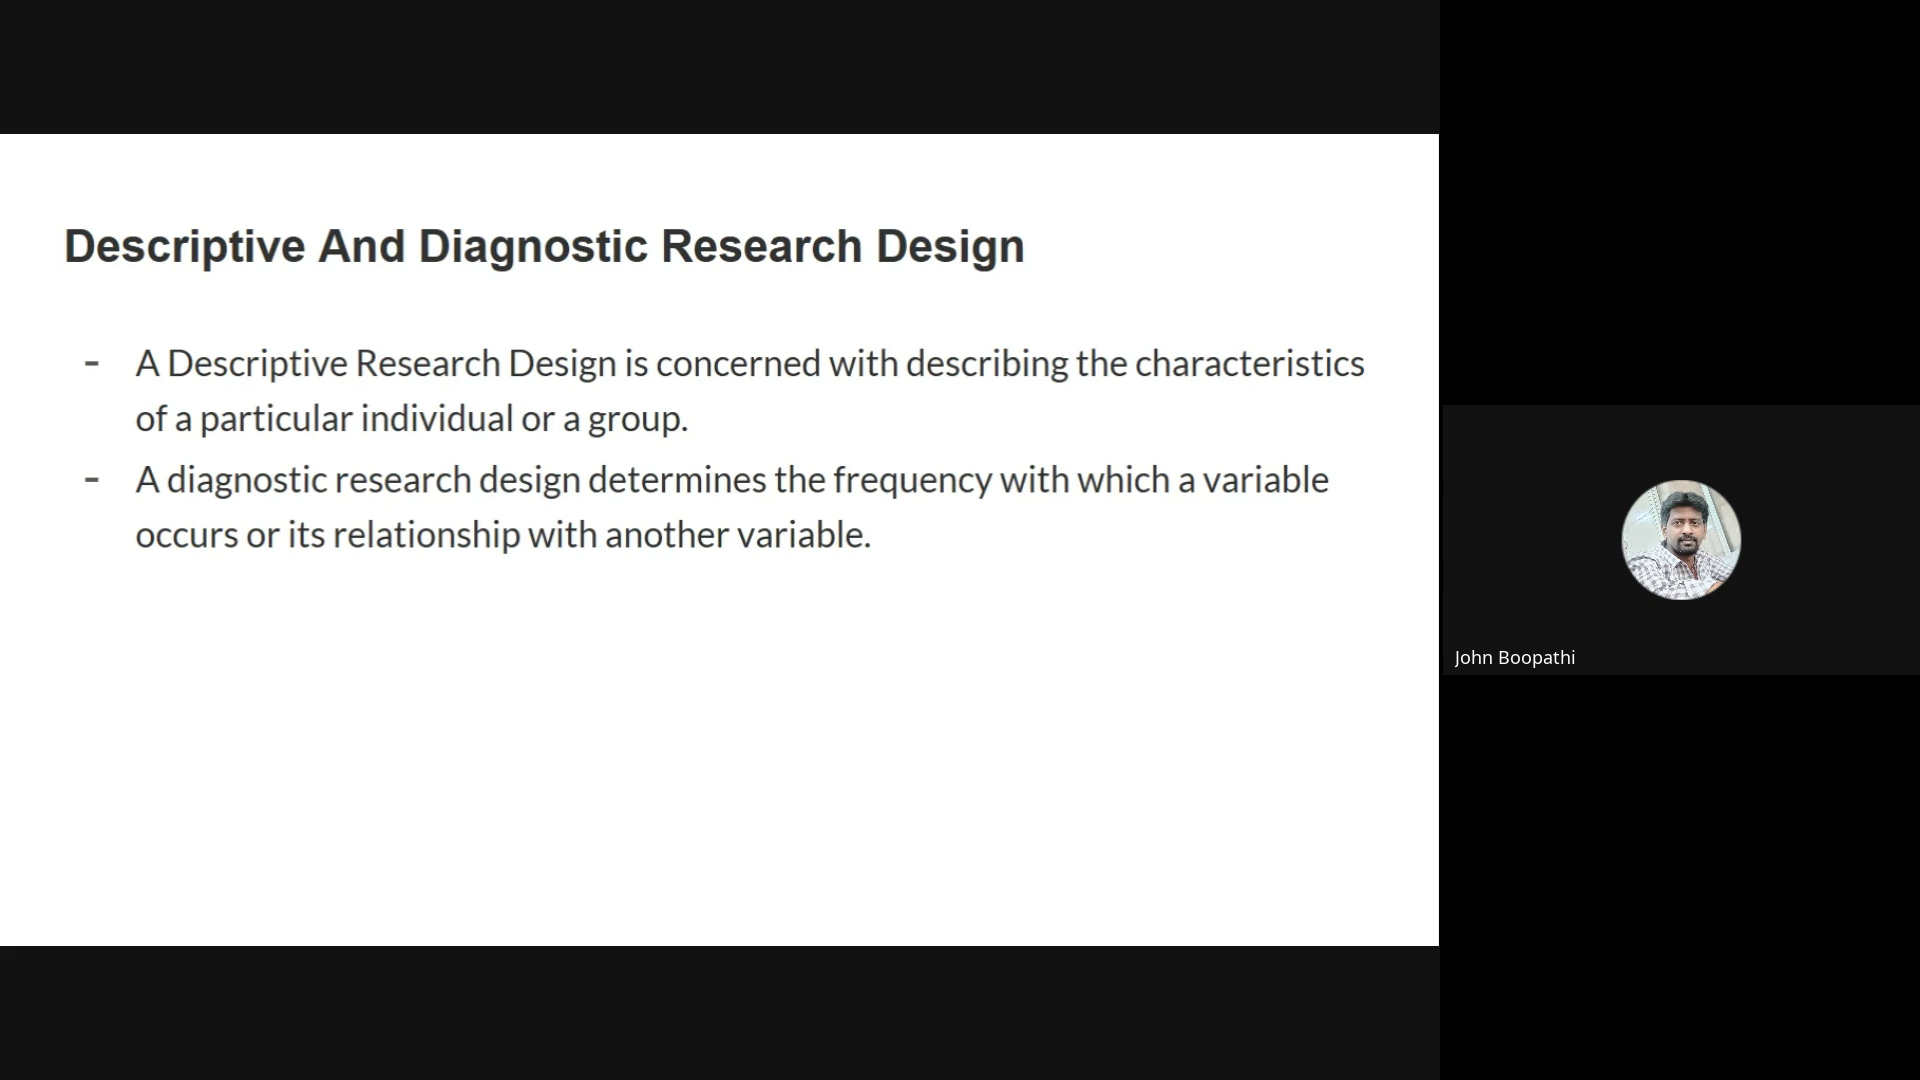 Descriptive And Diagnostic Research Design
- A Descriptive Research Design is concerned with describing the characteristics
of a particular individual or a group.
- A diagnostic research design determines the frequency with which a variable
occurs or its relationship with another variable.
John Boopathi